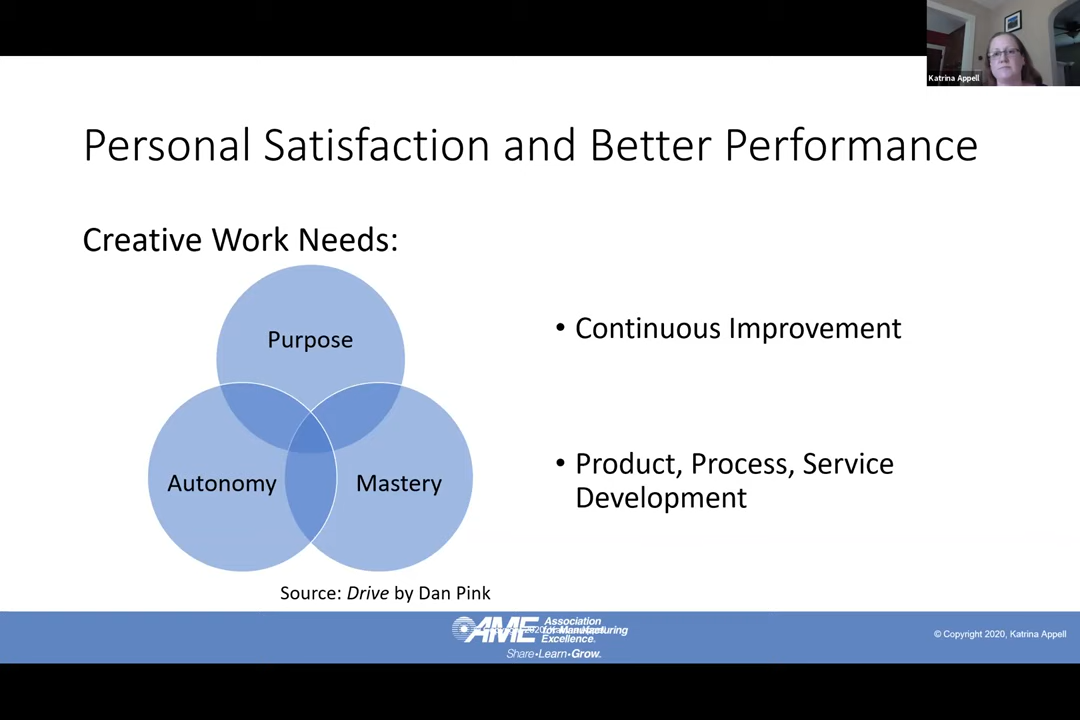 Katrina Appell
Personal Satisfaction and Better Performance
Creative Work Needs:
Purpose
Autonomy
Mastery
• Continuous Improvement
• Product, Process, Service
Development
Source: Drive by Dan Pink
AME
Association
for Manufacturing
Excellence.
Share•Learn•Grow.
© Copyright 2020, Katrina Appell